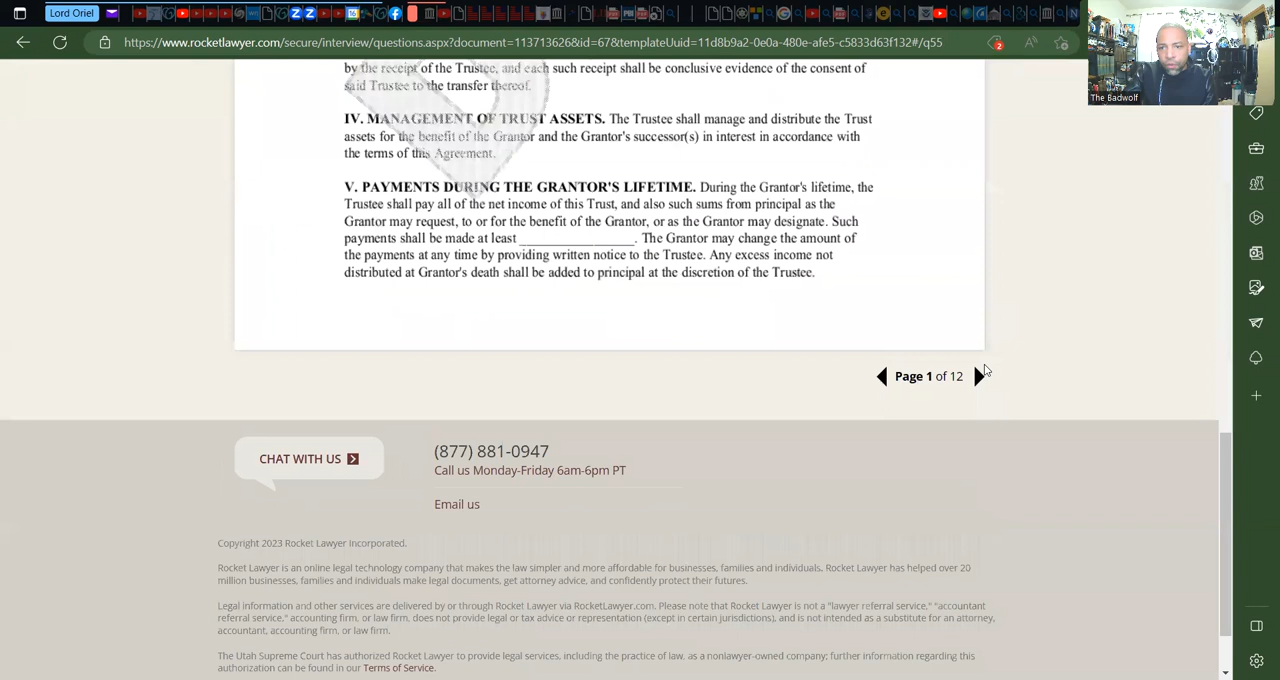 Lord Oriel
https://www.rocketlawyer.com/secure/interview/questions.aspx?document=113713626&id=67&templateUuid=11d8b9a2-0e0a-480e-afe5-c5833d63f132#/q55
2
The Badwolf
by the receipt of the Trustee, and each such receipt shall be conclusive evidence of the consent of
said Trustee to the transfer thereof.
IV. MANAGEMENT OF TRUST ASSETS. The Trustee shall manage and distribute the Trust
assets for the benefit of the Grantor and the Grantor's successor(s) in interest in accordance with
the terms of this Agreement.
V. PAYMENTS DURING THE GRANTOR'S LIFETIME. During the Grantor's lifetime, the
Trustee shall pay all of the net income of this Trust, and also such sums from principal as the
Grantor may request, to or for the benefit of the Grantor, or as the Grantor may designate. Such
payments shall be made at least _________________. The Grantor may change the amount of
the payments at any time by providing written notice to the Trustee. Any excess income not
distributed at Grantor's death shall be added to principal at the discretion of the Trustee.
Page 1 of 12
CHAT WITH US
(877) 881-0947
Call us Monday-Friday 6am-6pm PT
Email us
Copyright 2023 Rocket Lawyer Incorporated.
Rocket Lawyer is an online legal technology company that makes the law simpler and more affordable for businesses, families and individuals. Rocket Lawyer has helped over 20
million businesses, families and individuals make legal documents, get attorney advice, and confidently protect their futures.
Legal information and other services are delivered by or through Rocket Lawyer via RocketLawyer.com. Please note that Rocket Lawyer is not a "lawyer referral service," "accountant
referral service," accounting firm, or law firm, does not provide legal or tax advice or representation (except in certain jurisdictions), and is not intended as a substitute for an attorney,
accountant, accounting firm, or law firm.
The Utah Supreme Court has authorized Rocket Lawyer to provide legal services, including the practice of law, as a nonlawyer-owned company; further information regarding this
authorization can be found in our Terms of Service.